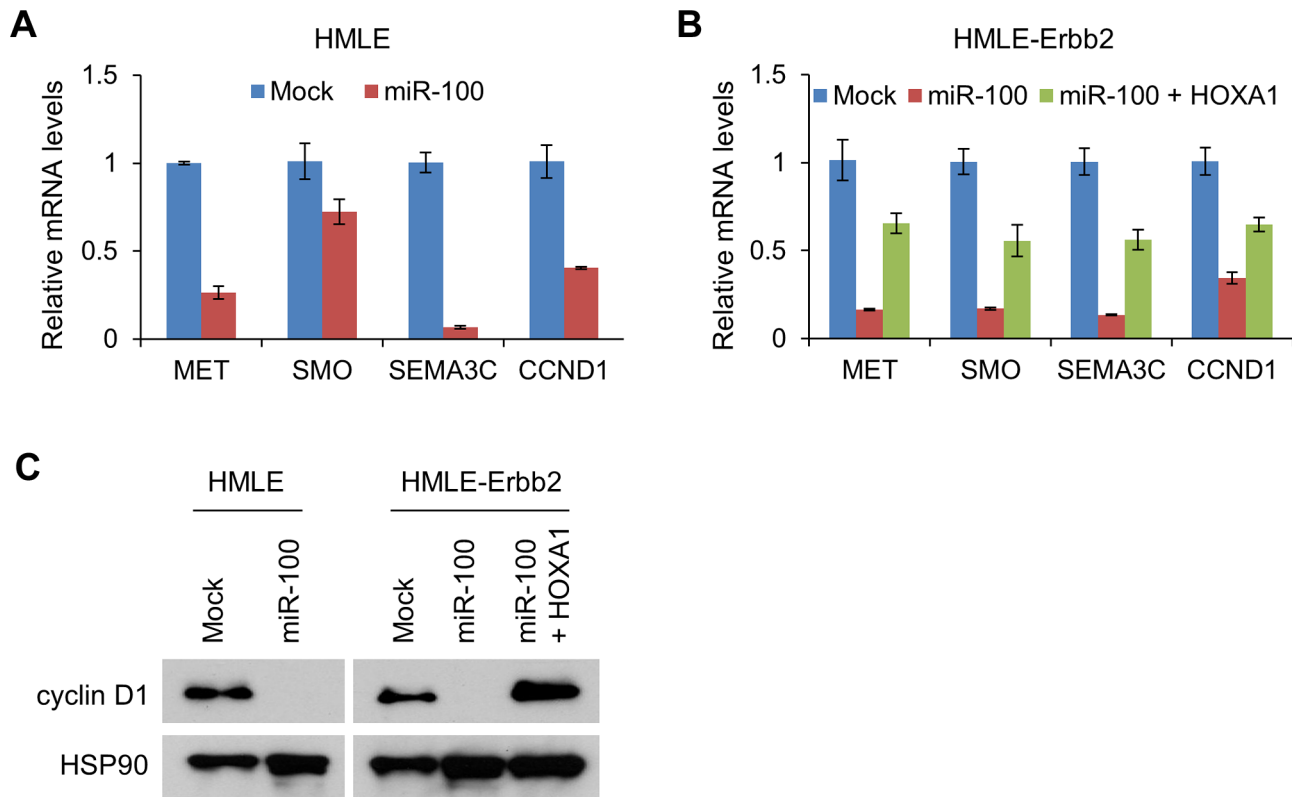 A
HMLE
Relative mRNA levels
1.5
1
0.5
0
Mock miR-100
MET SMO SEMA3C CCND1
B
HMLE-Erbb2
Relative mRNA levels
1.5
1
0.5
0
Mock miR-100 miR-100 + HOXA1
MET SMO SEMA3C CCND1
C
HMLE HMLE-Erbb2
Mock
miR-100
Mock
miR-100
miR-100
+ HOXA1
cyclin D1
HSP90